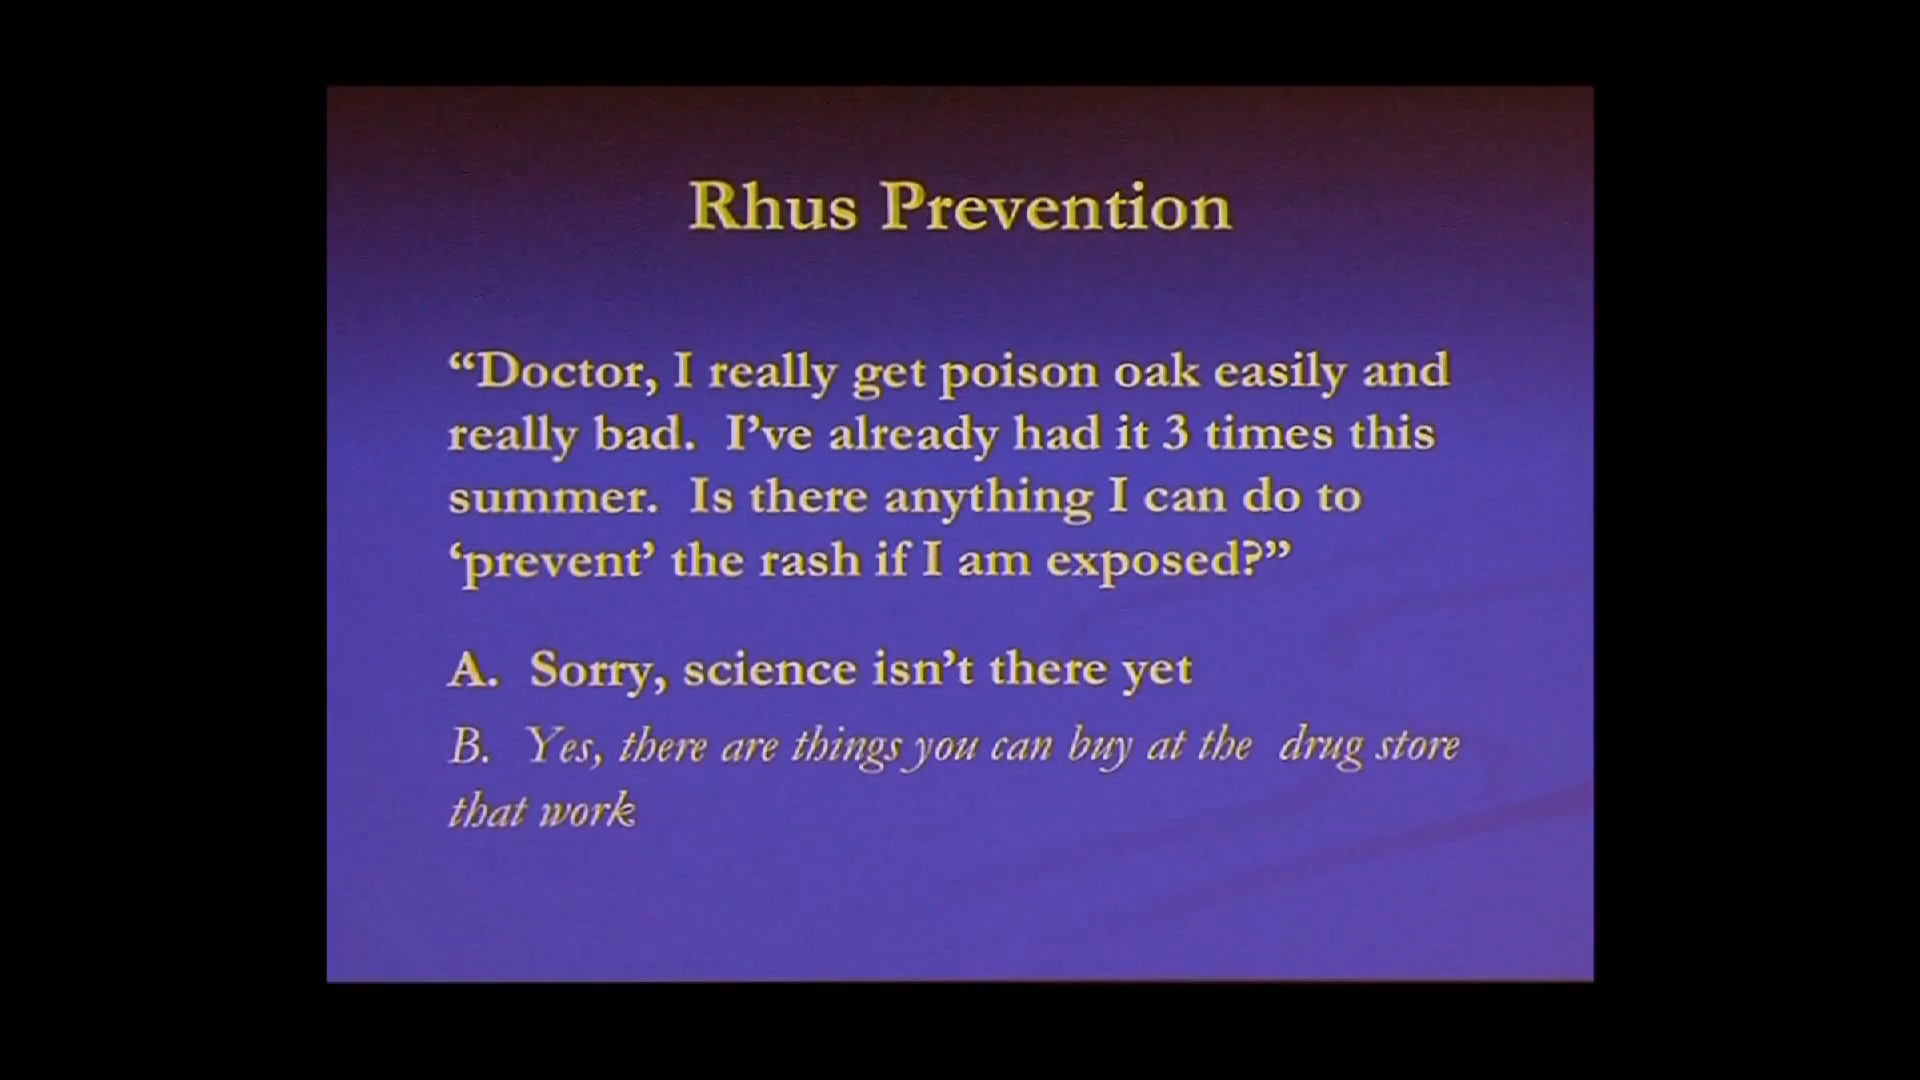 Rhus Prevention
“Doctor, I really get poison oak easily and
really bad.  I’ve already had it 3 times this
summer.  Is there anything I can do to
‘prevent’ the rash if I am exposed?”
A.  Sorry, science isn’t there yet
B.  Yes, there are things you can buy at the  drug store
that work